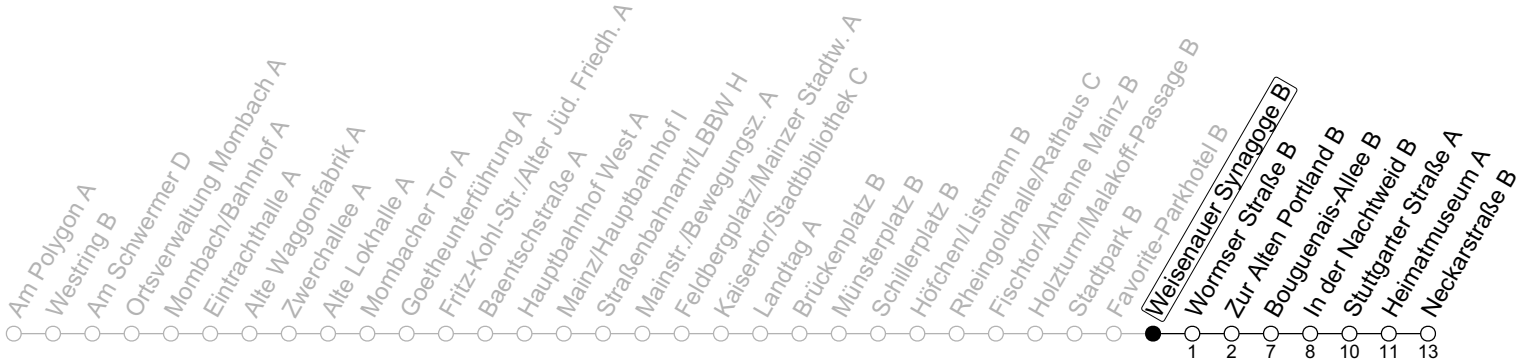 Am Polygon A
Westring B
Am Schwermer D
Ortsverwaltung Mombach A
Mombach/Bahnhof A
Eintrachthalle A
Alte Waggonfabrik A
Zwerchallee A
Alte Lokhalle A
Mombacher Tor A
Goetheunterführung A
Fritz-Kohl-Str./Alter Jüd. Friedh. A
Baentschstraße A
Hauptbahnhof West A
Mainz/Hauptbahnhof I
Straßenbahnamt/LBBW H
Mainstr./Bewegungsz. A
Feldbergplatz/Mainzer Stadtw. A
Kaisertor/Stadtbibliothek C
Landtag A
Brückenplatz B
Münsterplatz B
Schillerplatz B
Höfchen/Listmann B
Rheingoldhalle/Rathaus C
Fischtor/Antenne Mainz B
Holzturm/Malakoff-Passage B
Stadtpark B
Favorite-Parkhotel B
Weisenauer Synagoge B
Wormser Straße B
Zur Alten Portland B
Bouguenais-Allee B
In der Nachtweid B
Stuttgarter Straße A
Heimatmuseum A
Neckarstraße B
1 2 7 8 10 11 13